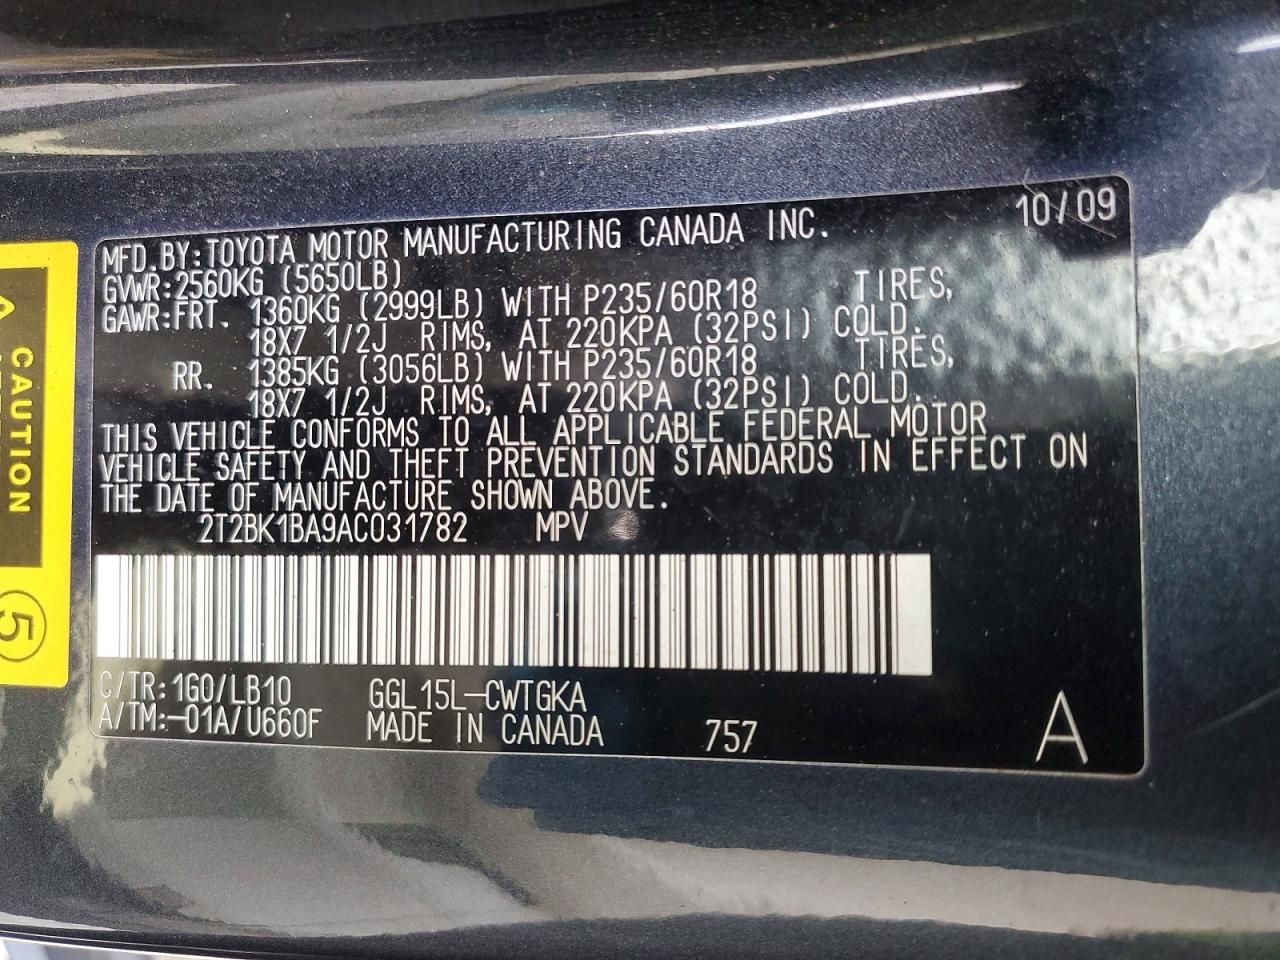 10/09
MFD.BY:TOYOTA MOTOR MANUFACTURING CANADA INC.
GVWR:2560KG (5650LB)
GAWR:FRT. 1360KG (2999LB) WITH P235/60R18 TIRES,
18X7 1/2J RIMS, AT 220KPA (32PSI) COLD.
RR. 1385KG (3056LB) WITH P235/60R18 TIRES,
18X7 1/2J RIMS, AT 220KPA (32PSI) COLD.
THIS VEHICLE CONFORMS TO ALL APPLICABLE FEDERAL MOTOR
VEHICLE SAFETY AND THEFT PREVENTION STANDARDS IN EFFECT ON
THE DATE OF MANUFACTURE SHOWN ABOVE.
2T2BK1BA9AC031782 MPV
C/TR:1G0/LB10 GGL15L-CWTGKA
A/TM:-01A/U660F MADE IN CANADA 757 A
CAUTION
5